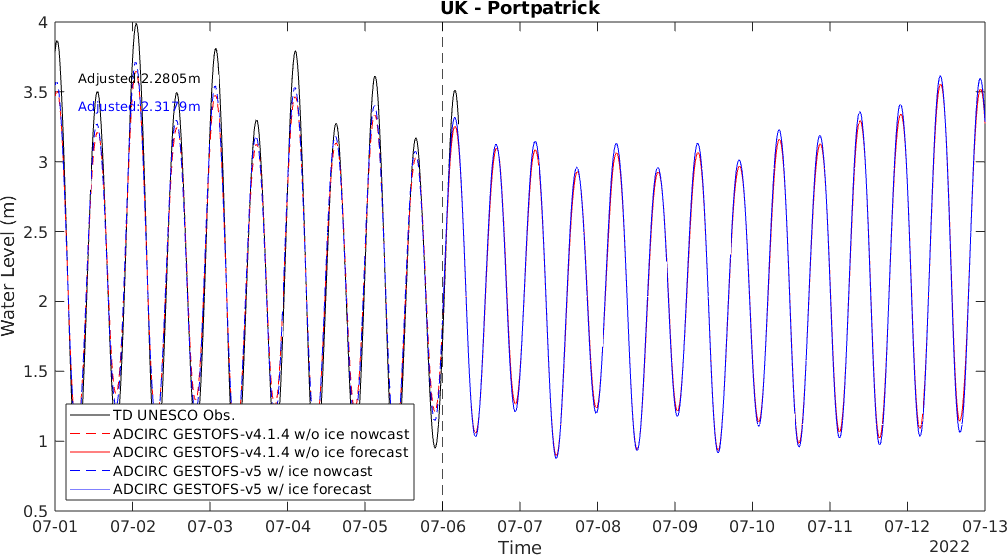 UK - Portpatrick
4
3.5
3
2.5
2
1.5
1
0.5
Water Level (m)
Adjusted:2.2805m
Adjusted:2.3179m
TD UNESCO Obs.
ADCIRC GESTOFS-v4.1.4 w/o ice nowcast
ADCIRC GESTOFS-v4.1.4 w/o ice forecast
ADCIRC GESTOFS-v5 w/ ice nowcast
ADCIRC GESTOFS-v5 w/ ice forecast
07-01 07-02 07-03 07-04 07-05 07-06 07-07 07-08 07-09 07-10 07-11 07-12 07-13
Time
2022